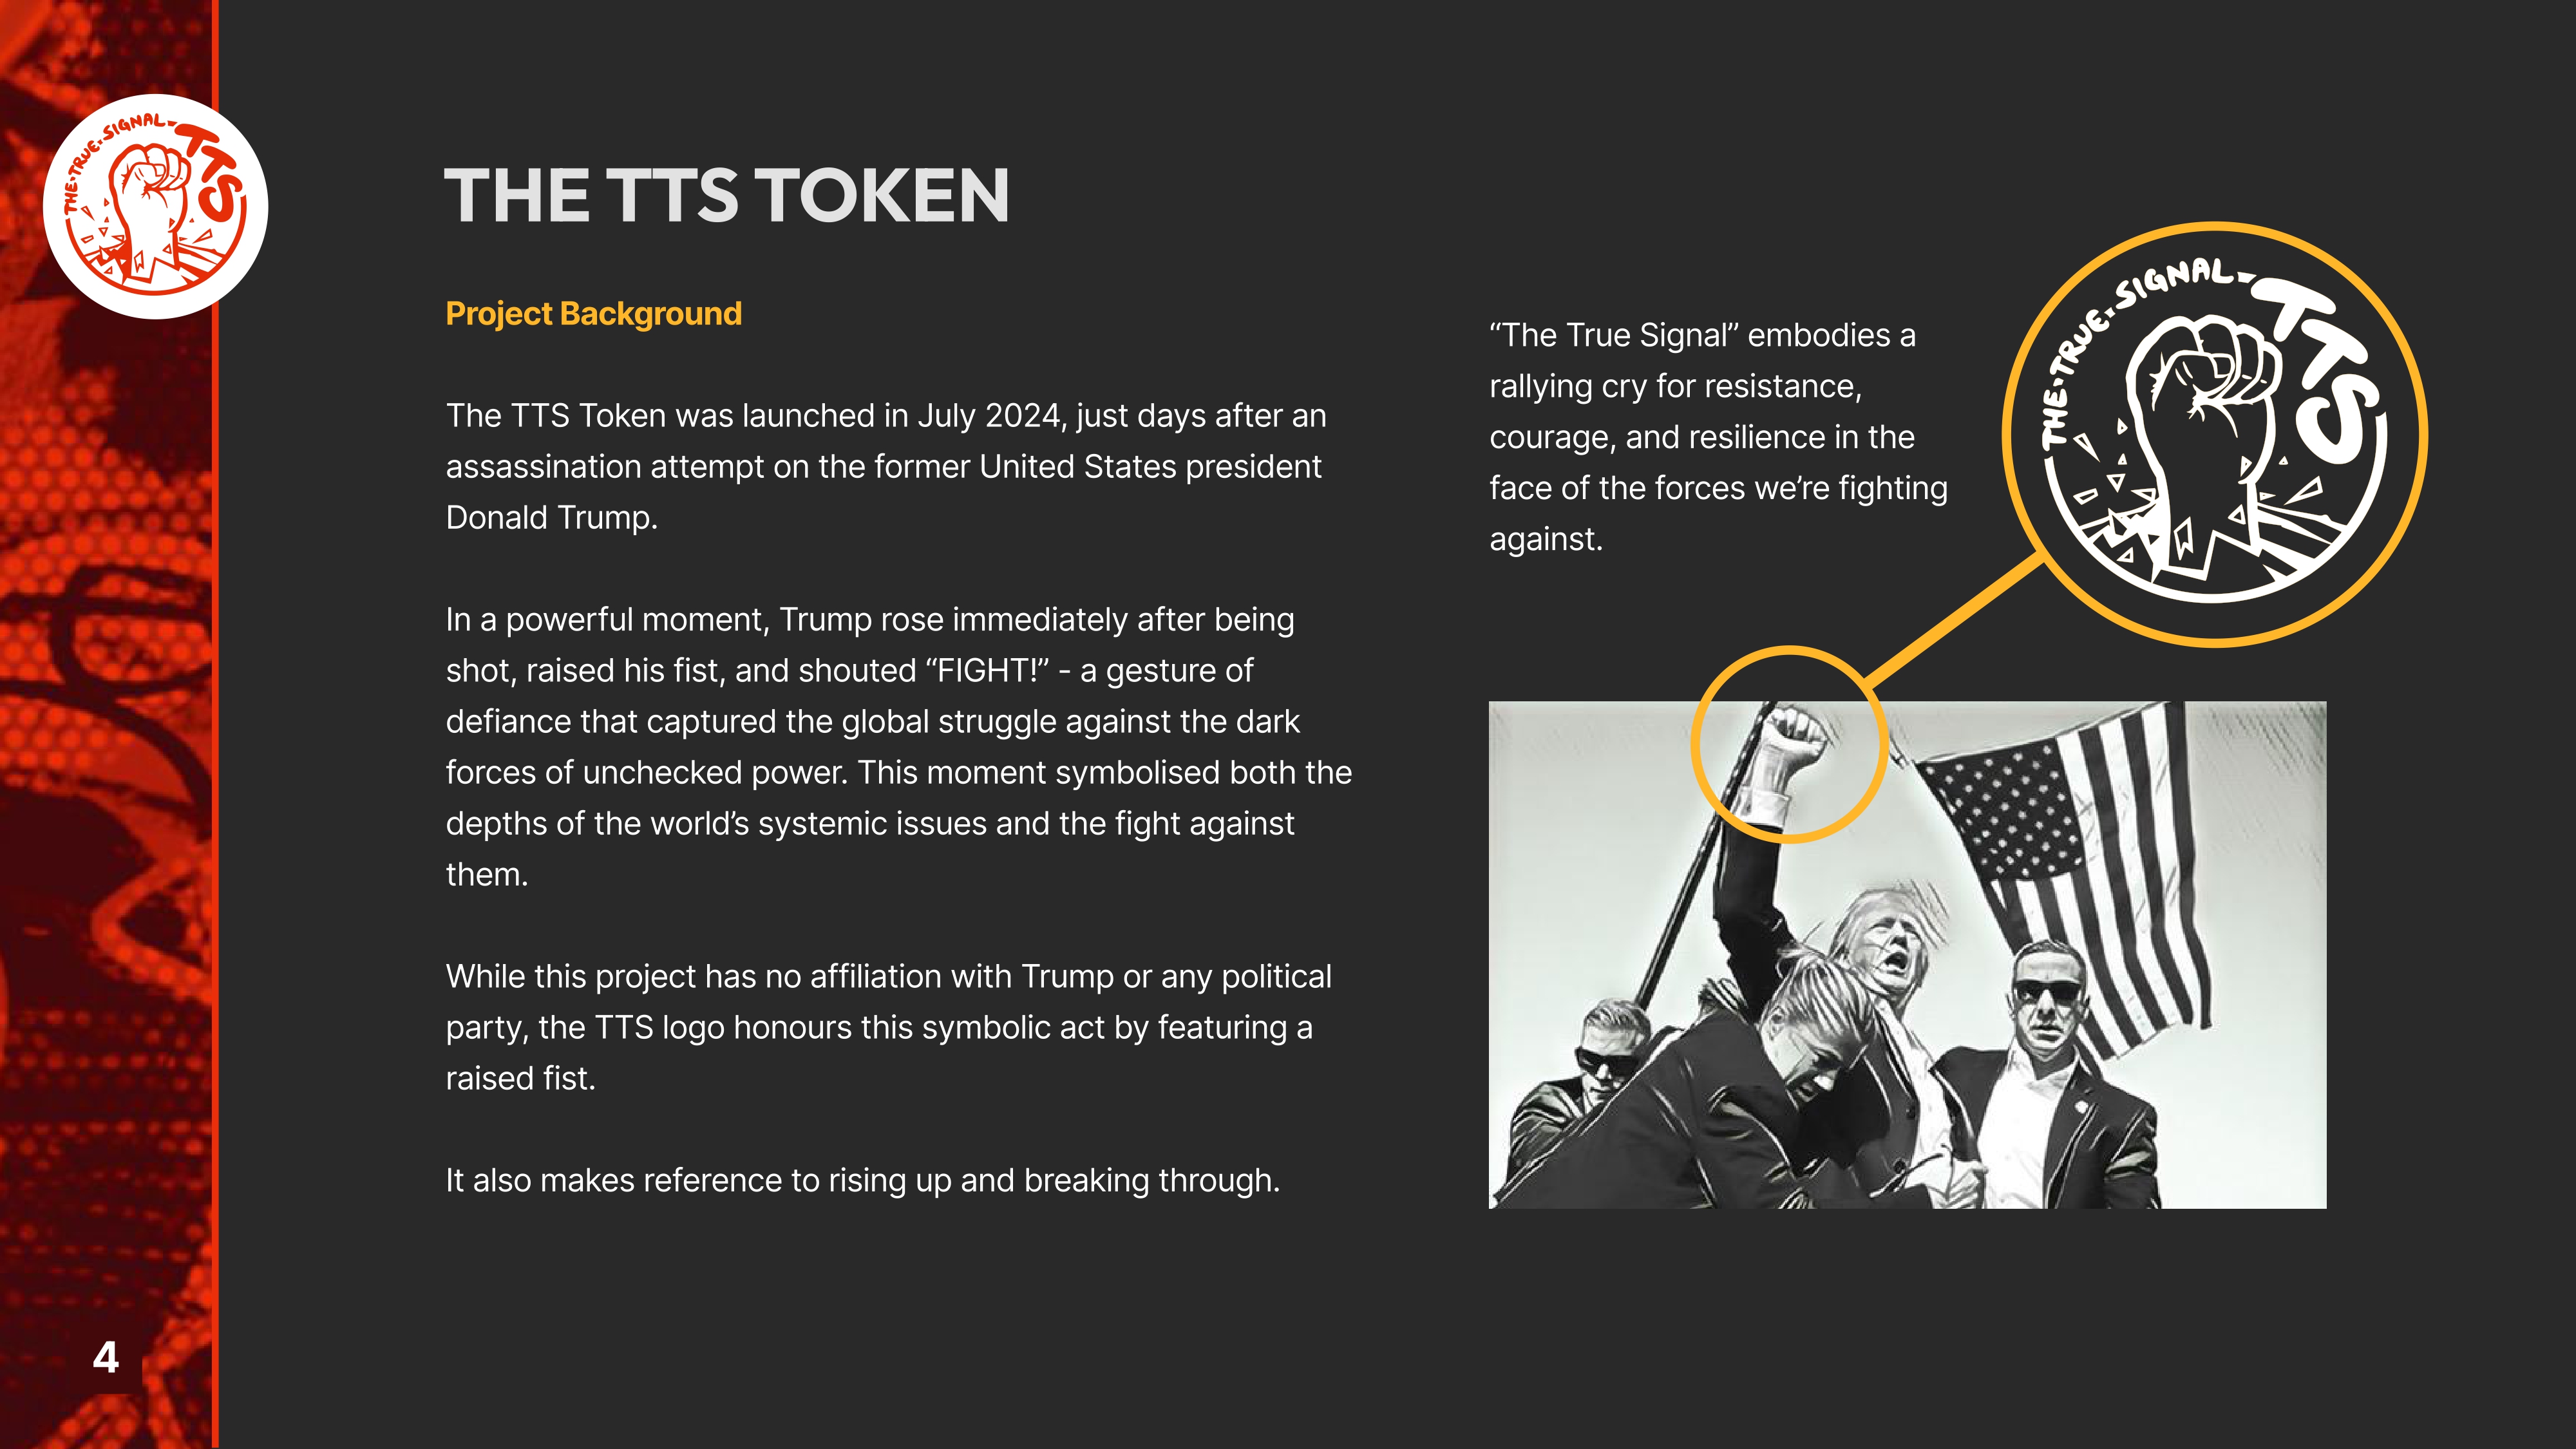 THE·TRUE·SIGNAL-TTS
THE TTS TOKEN
Project Background
The TTS Token was launched in July 2024, just days after an
assassination attempt on the former United States president
Donald Trump.
In a powerful moment, Trump rose immediately after being
shot, raised his fist, and shouted “FIGHT!” - a gesture of
defiance that captured the global struggle against the dark
forces of unchecked power. This moment symbolised both the
depths of the world’s systemic issues and the fight against
them.
While this project has no affiliation with Trump or any political
party, the TTS logo honours this symbolic act by featuring a
raised fist.
It also makes reference to rising up and breaking through.
“The True Signal” embodies a
rallying cry for resistance,
courage, and resilience in the
face of the forces we’re fighting
against.
THE·TRUE·SIGNAL-TTS
4